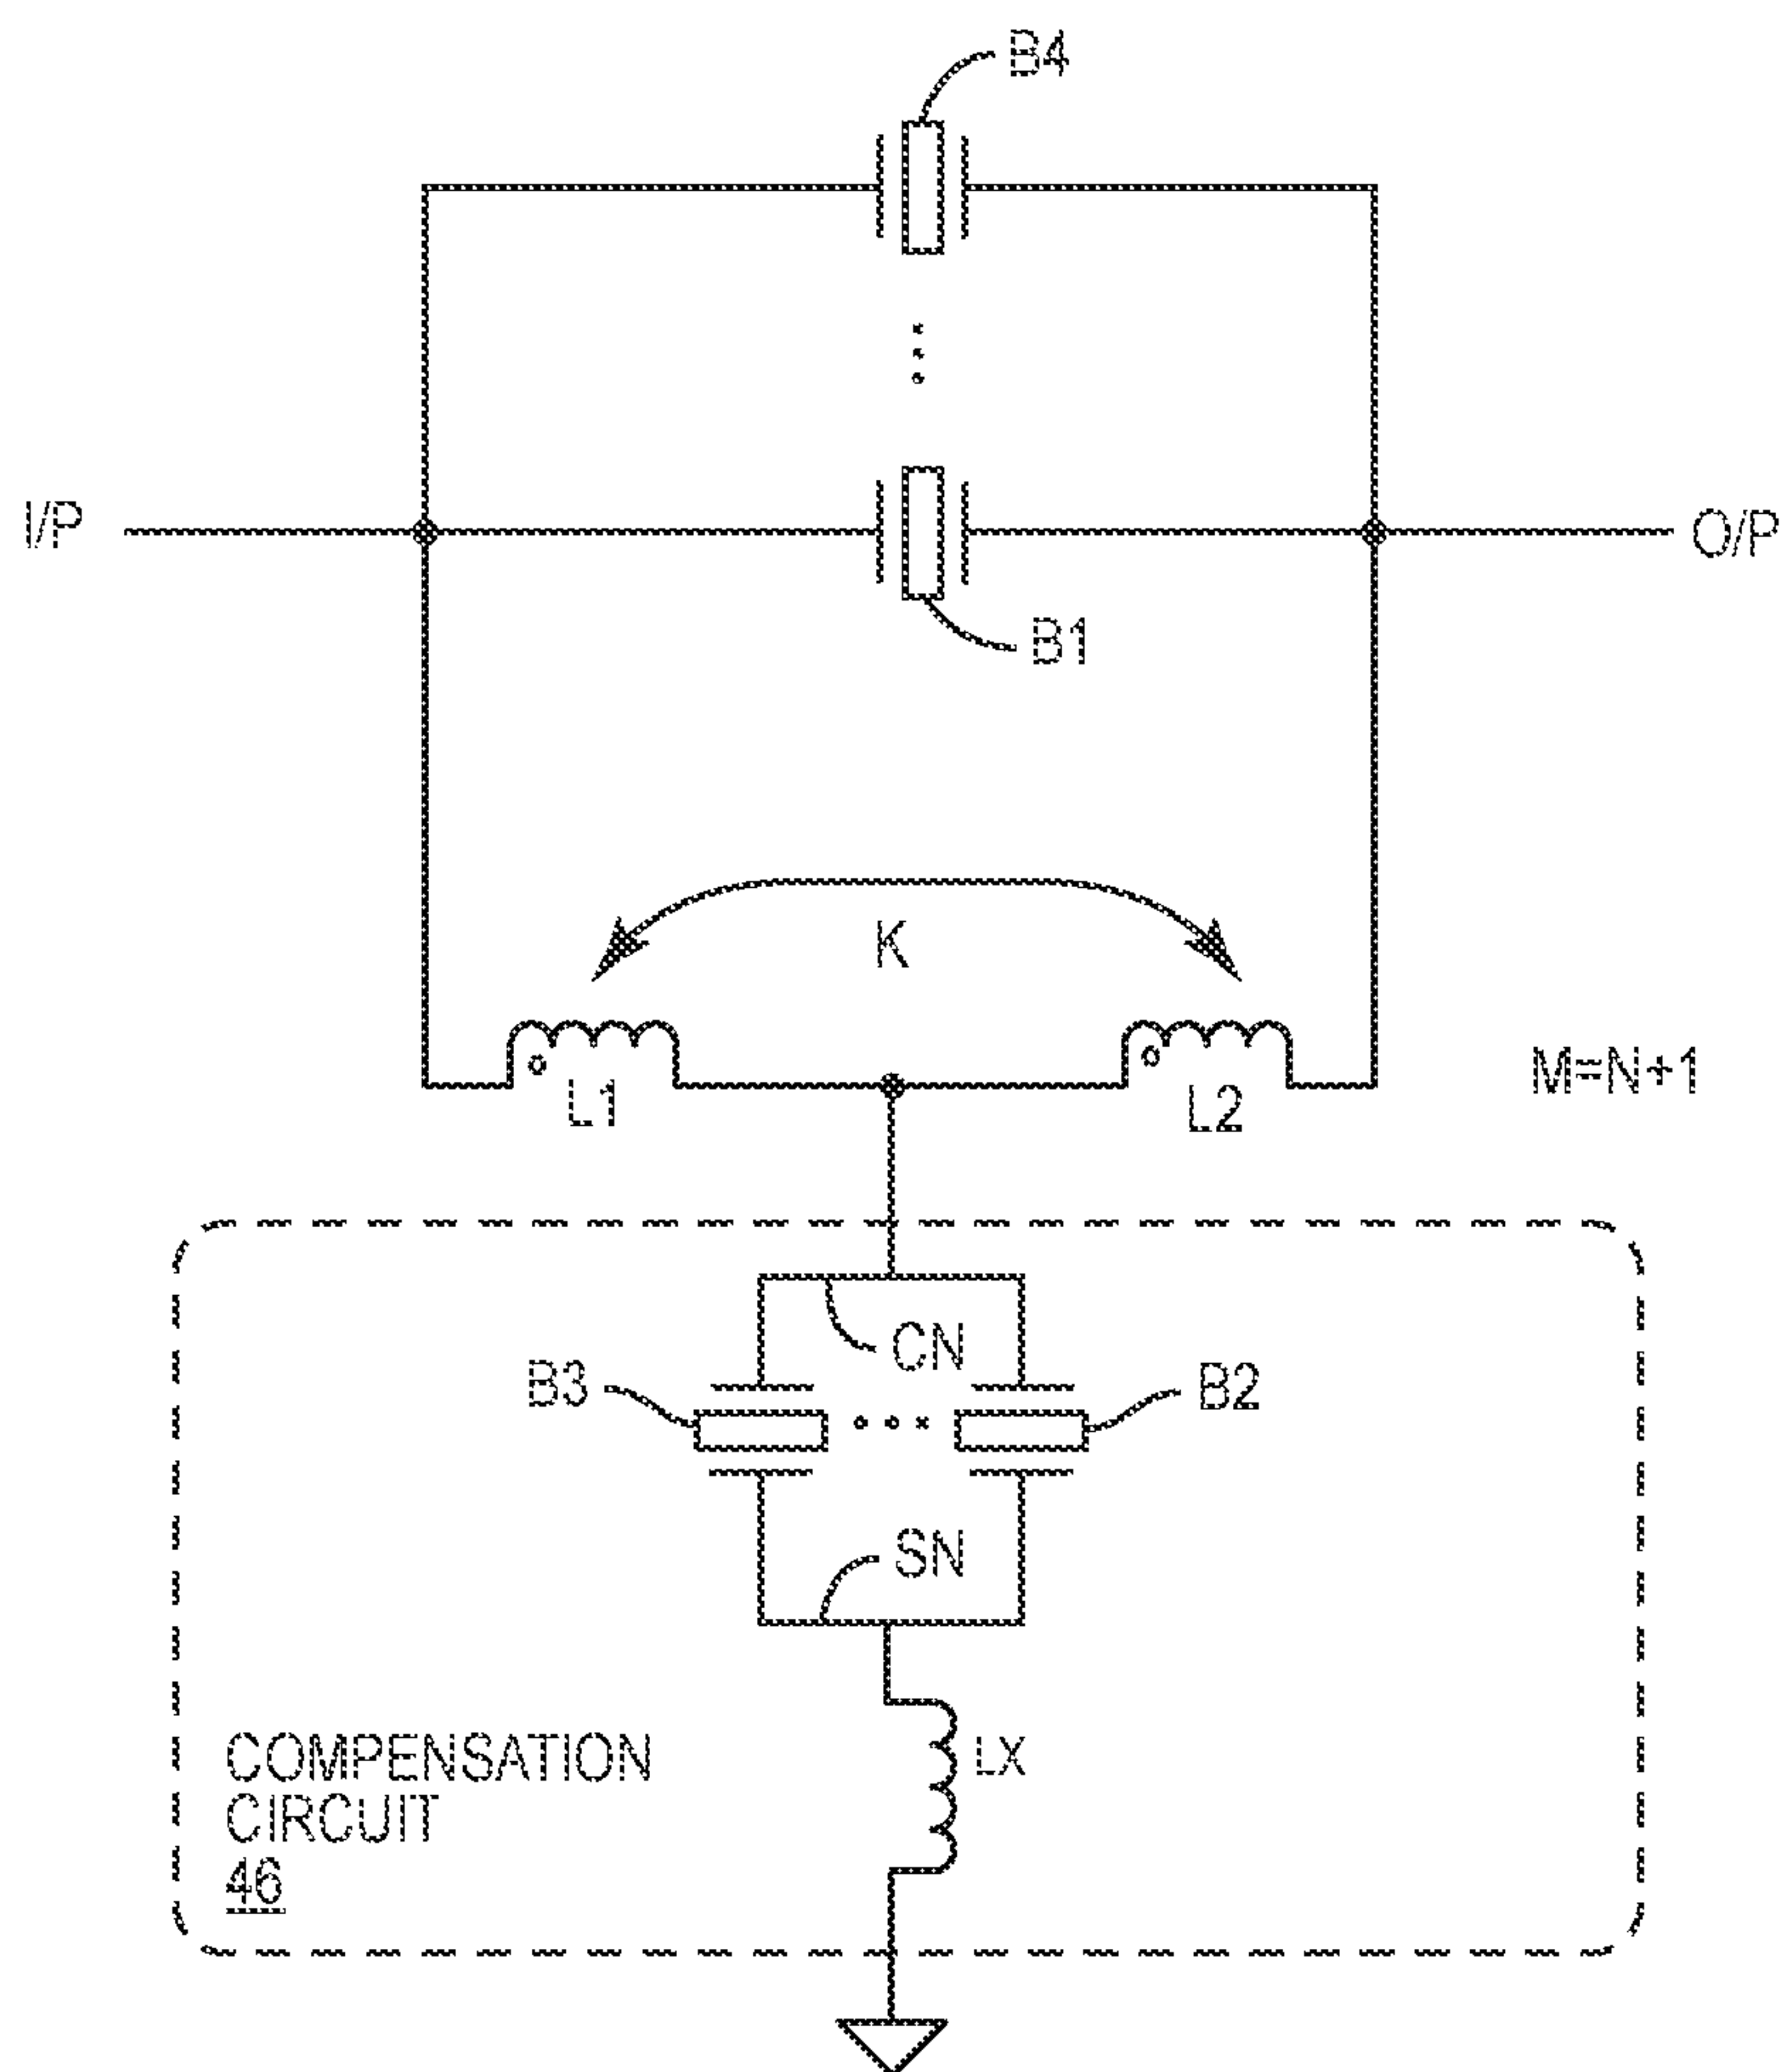 B4
I/P
O/P
B1
K
L1
L2
M=N+1
CN
B3
B2
SN
LX
COMPENSATION
CIRCUIT
46